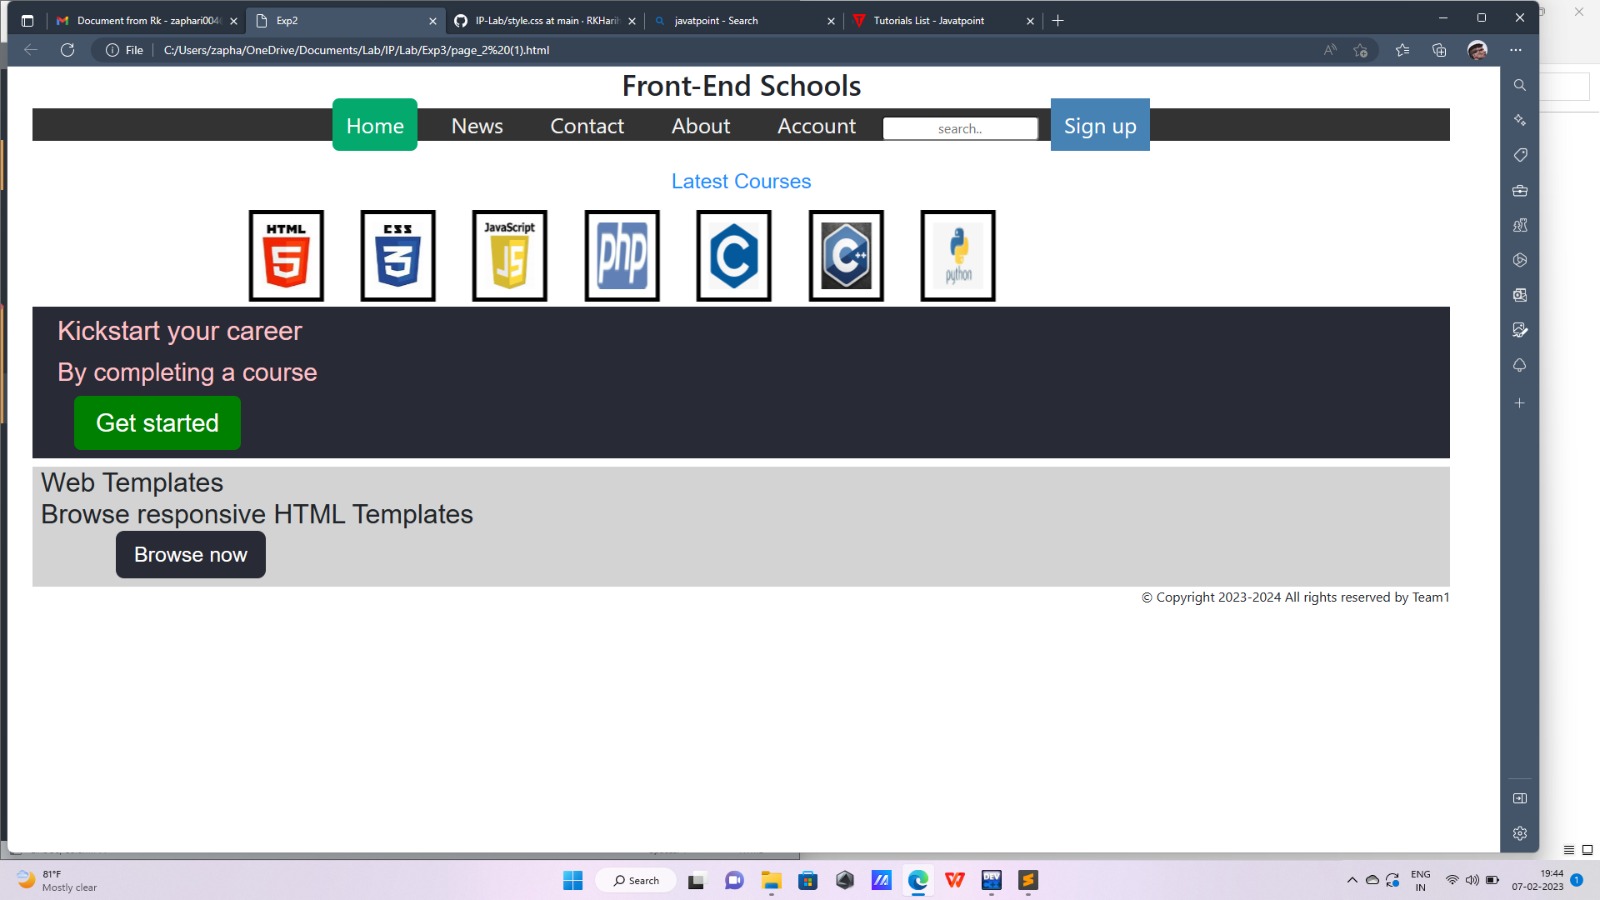 Document from Rk - zaphari004
Exp2
IP-Lab/style.css at main · RKHarih
javatpoint - Search
Tutorials List - Javatpoint
File
C:/Users/zapha/OneDrive/Documents/Lab/IP/Lab/Exp3/page_2%20(1).html
Front-End Schools
Home News Contact About Account search.. Sign up
Latest Courses
HTML 5
CSS 3
JavaScript JS
php
C
C++
python
Kickstart your career
By completing a course
Get started
Web Templates
Browse responsive HTML Templates
Browse now
© Copyright 2023-2024 All rights reserved by Team1
81°F
Mostly clear
Search
DEV
ENG
IN
19:44
07-02-2023
1